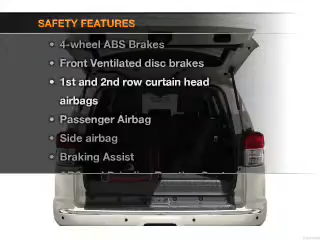 SAFETY FEATURES
• 4-wheel ABS Brakes
• Front Ventilated disc brakes
• 1st and 2nd row curtain head
airbags
• Passenger Airbag
• Side airbag
• Braking Assist